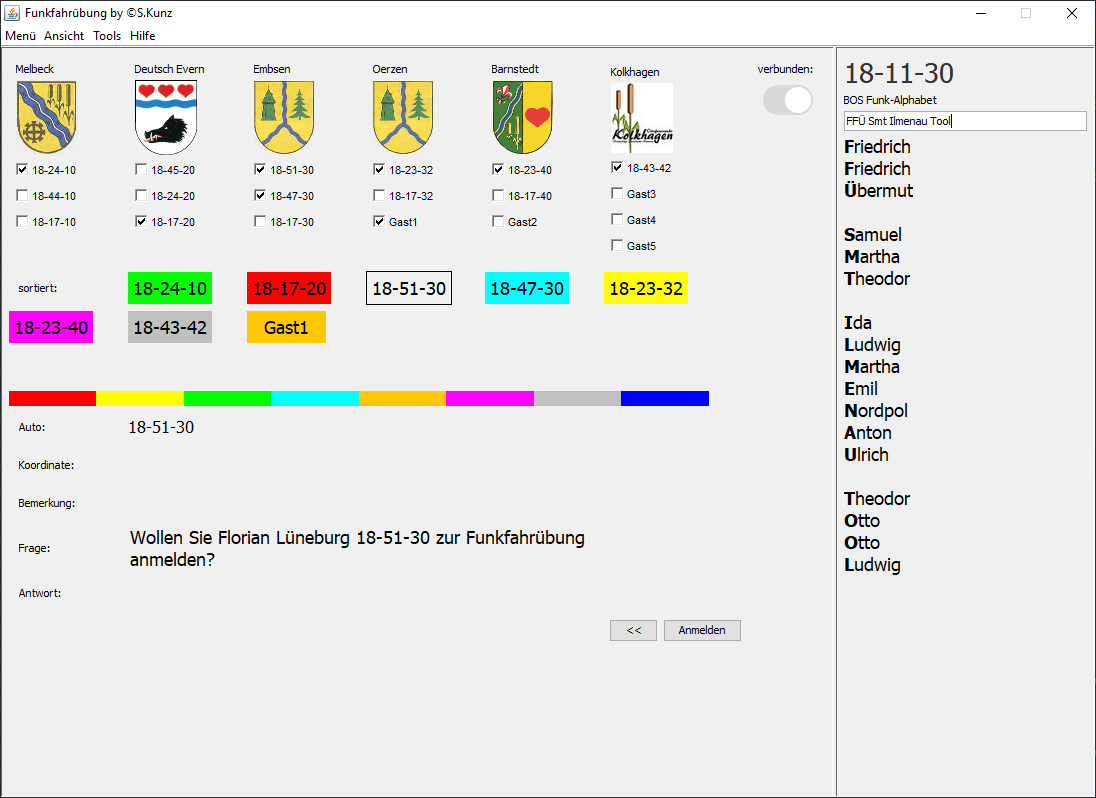 Funkfahrübung by ©S.Kunz
Menü Ansicht Tools Hilfe
Melbeck Deutsch Evern Embsen Oerzen Barnstedt Kolkhagen verbunden:
Kolkhagen
18-24-10 18-45-20 18-51-30 18-23-32 18-23-40 18-43-42
18-44-10 18-24-20 18-47-30 18-17-32 18-17-40 Gast3
18-17-10 18-17-20 18-17-30 Gast1 Gast2 Gast4
Gast5
sortiert: 18-24-10 18-17-20 18-51-30 18-47-30 18-23-32
18-23-40 18-43-42 Gast1
Auto: 18-51-30
Koordinate:
Bemerkung:
Frage: Wollen Sie Florian Lüneburg 18-51-30 zur Funkfahrübung
anmelden?
Antwort:
<< Anmelden
18-11-30
BOS Funk-Alphabet
FFÜ Smt Ilmenau Tool
Friedrich
Friedrich
Übermut
Samuel
Martha
Theodor
Ida
Ludwig
Martha
Emil
Nordpol
Anton
Ulrich
Theodor
Otto
Otto
Ludwig